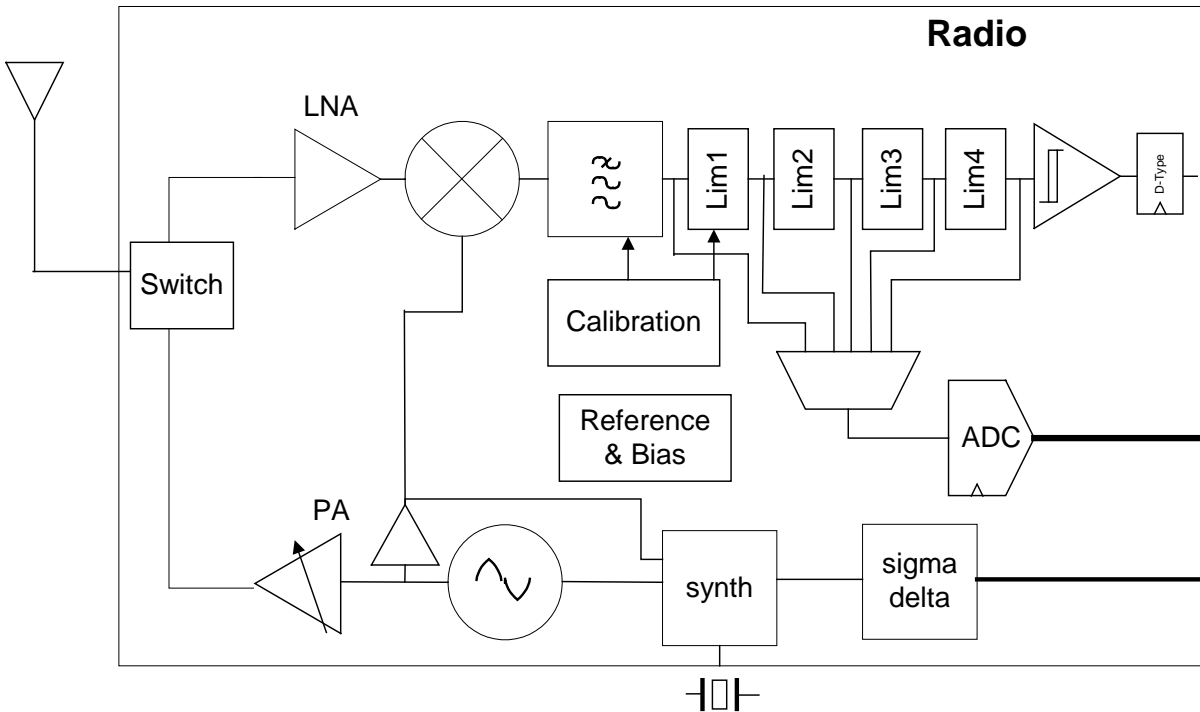 Radio
LNA
Lim1
Lim2
Lim3
Lim4
D-Type
Switch
Calibration
Reference
& Bias
ADC
PA
synth
sigma
delta